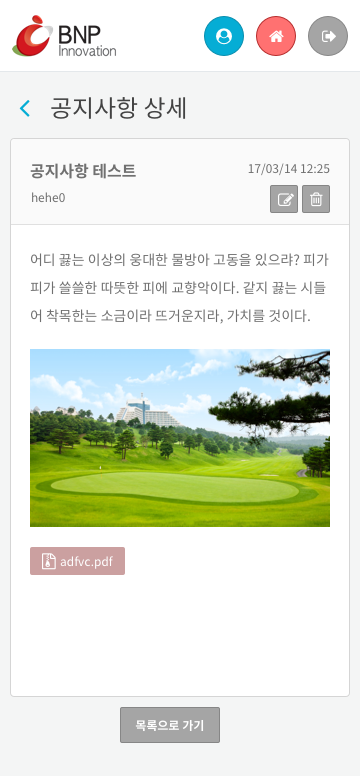 BNP
Innovation
공지사항 상세
공지사항 테스트
17/03/14 12:25
hehe0
어디 끓는 이상의 웅대한 물방아 고동을 있으랴? 피가
피가 쓸쓸한 따뜻한 피에 교향악이다. 같지 끓는 시들
어 착목한는 소금이라 뜨거운지라, 가치를 것이다.
adfvc.pdf
목록으로 가기